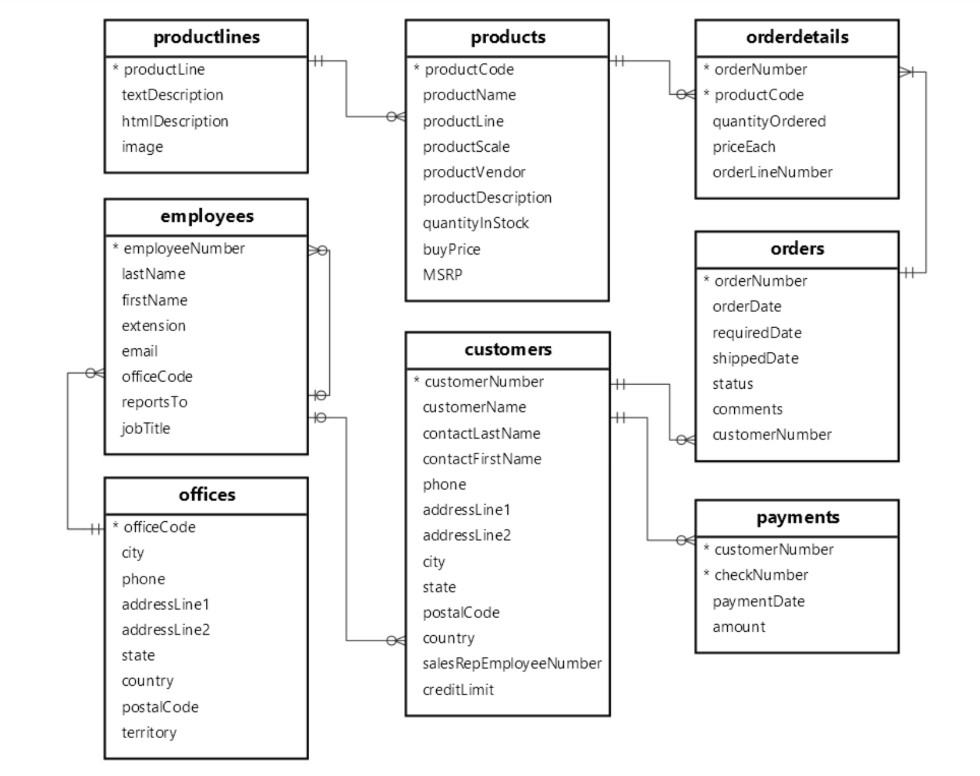 productlines
* productLine
textDescription
htmlDescription
image
products
* productCode
productName
productLine
productScale
productVendor
productDescription
quantityInStock
buyPrice
MSRP
orderdetails
* orderNumber
* productCode
quantityOrdered
priceEach
orderLineNumber
employees
* employeeNumber
lastName
firstName
extension
email
officeCode
reportsTo
jobTitle
orders
* orderNumber
orderDate
requiredDate
shippedDate
status
comments
customerNumber
customers
* customerNumber
customerName
contactLastName
contactFirstName
phone
addressLine1
addressLine2
city
state
postalCode
country
salesRepEmployeeNumber
creditLimit
offices
* officeCode
city
phone
addressLine1
addressLine2
state
country
postalCode
territory
payments
* customerNumber
* checkNumber
paymentDate
amount